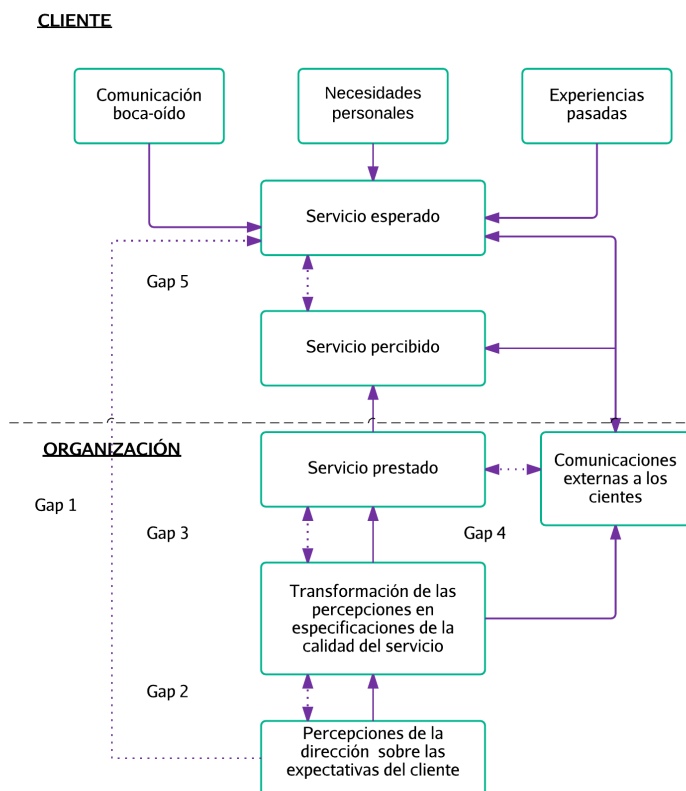 CLIENTE
Comunicación
boca-oído
Necesidades
personales
Experiencias
pasadas
Servicio esperado
Gap 5
Servicio percibido
ORGANIZACIÓN
Servicio prestado
Comunicaciones
externas a los
cientes
Gap 1
Gap 3
Gap 4
Transformación de las
percepciones en
especificaciones de la
calidad del servicio
Gap 2
Percepciones de la
dirección sobre las
expectativas del cliente